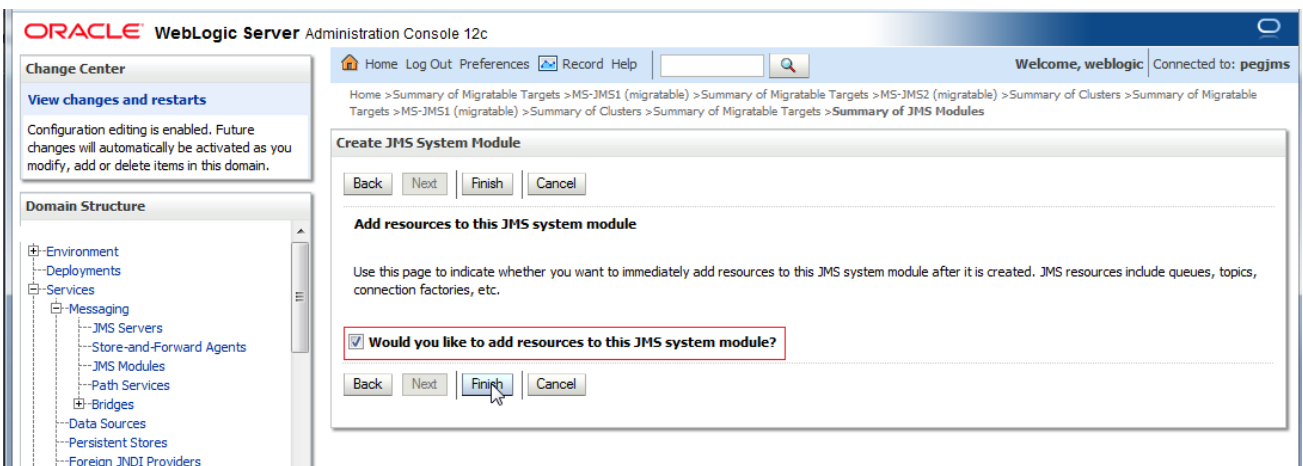 ORACLE WebLogic Server Administration Console 12c
Change Center
View changes and restarts
Configuration editing is enabled. Future
changes will automatically be activated as you
modify, add or delete items in this domain.
Domain Structure
Environment
Deployments
Services
Messaging
JMS Servers
Store-and-Forward Agents
JMS Modules
Path Services
Bridges
Data Sources
Persistent Stores
Foreign JNDI Providers
Home Log Out Preferences Record Help
Welcome, weblogic Connected to: pegjms
Home >Summary of Migratable Targets >MS-JMS1 (migratable) >Summary of Migratable Targets >MS-JMS2 (migratable) >Summary of Clusters >Summary of Migratable
Targets >MS-JMS1 (migratable) >Summary of Clusters >Summary of Migratable Targets >Summary of JMS Modules
Create JMS System Module
Back Next Finish Cancel
Add resources to this JMS system module
Use this page to indicate whether you want to immediately add resources to this JMS system module after it is created. JMS resources include queues, topics,
connection factories, etc.
Would you like to add resources to this JMS system module?
Back Next Finish Cancel